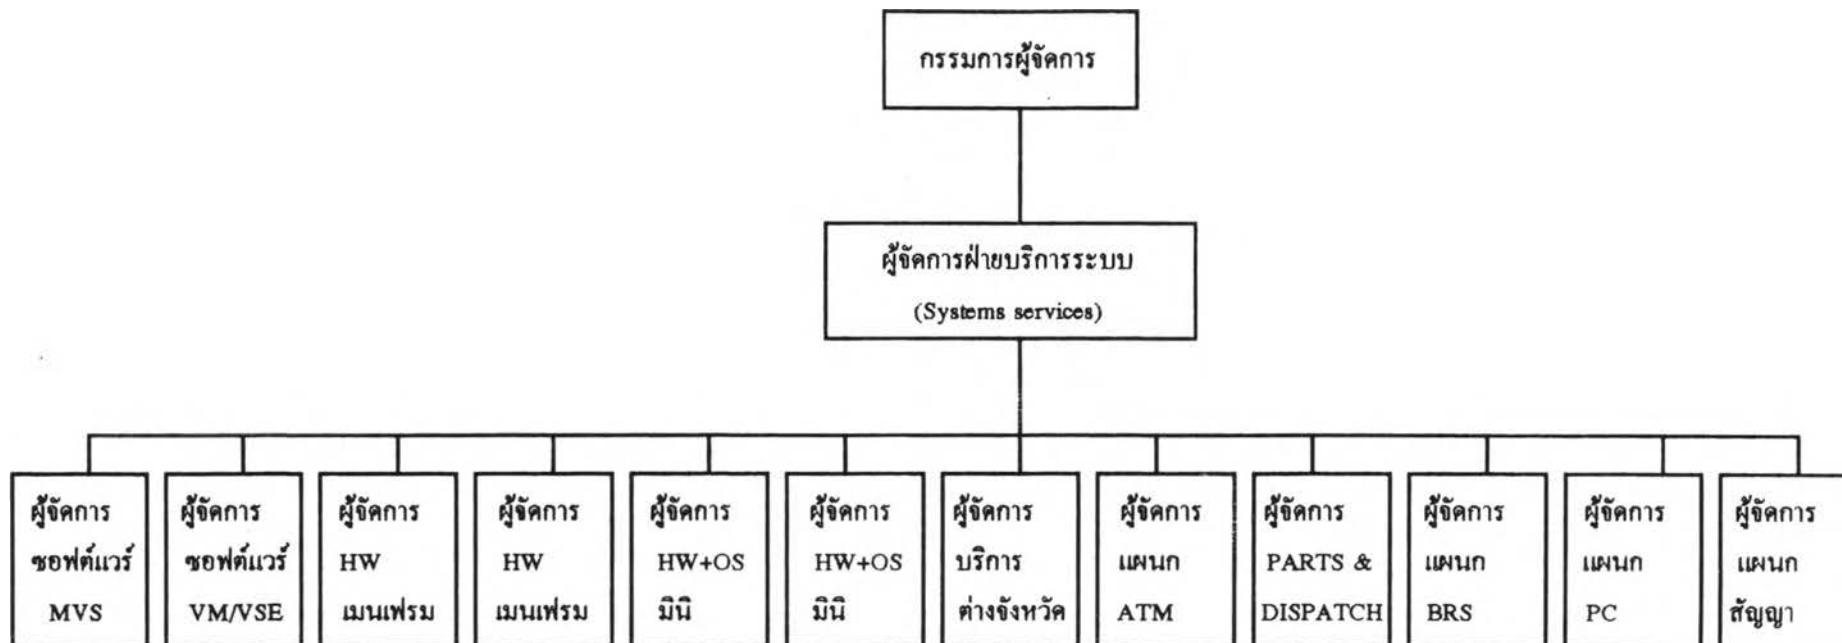 กรรมการผู้จัดการ
ผู้จัดการฝ่ายบริการระบบ
(Systems services)
ผู้จัดการ
ซอฟต์แวร์
MVS
ผู้จัดการ
ซอฟต์แวร์
VM/VSE
ผู้จัดการ
HW
เมนเฟรม
ผู้จัดการ
HW
เมนเฟรม
ผู้จัดการ
HW+OS
มินิ
ผู้จัดการ
HW+OS
มินิ
ผู้จัดการ
บริการ
ต่างจังหวัด
ผู้จัดการ
แผนก
ATM
ผู้จัดการ
PARTS &
DISPATCH
ผู้จัดการ
แผนก
BRS
ผู้จัดการ
แผนก
PC
ผู้จัดการ
แผนก
สัญญา